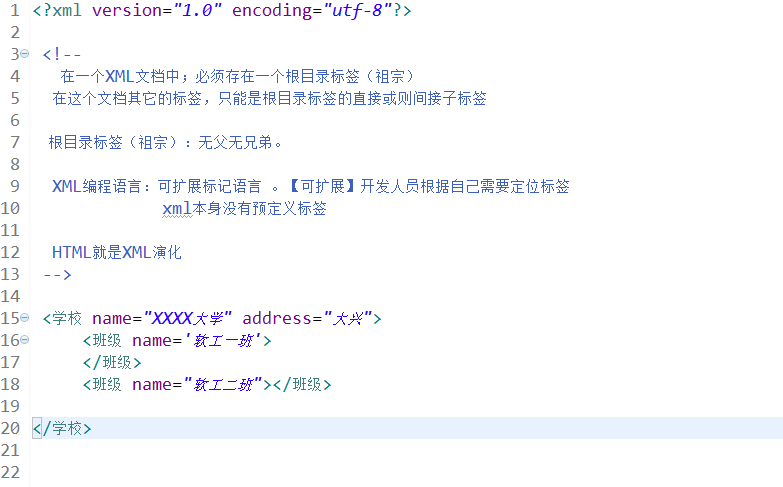 1 <?xml version="1.0" encoding="utf-8"?>
2
3 <!--
4 在一个XML文档中；必须存在一个根目录标签（祖宗）
5 在这个文档其它的标签，只能是根目录标签的直接或则间接子标签
6
7 根目录标签（祖宗）：无父无兄弟。
8
9 XML编程语言：可扩展标记语言 。【可扩展】开发人员根据自己需要定位标签
10 xml本身没有预定义标签
11
12 HTML就是XML演化
13 -->
14
15 <学校 name="XXXX大学" address="大兴">
16 <班级 name='软工一班'>
17 </班级>
18 <班级 name="软工二班"></班级>
19
20 </学校>
21
22